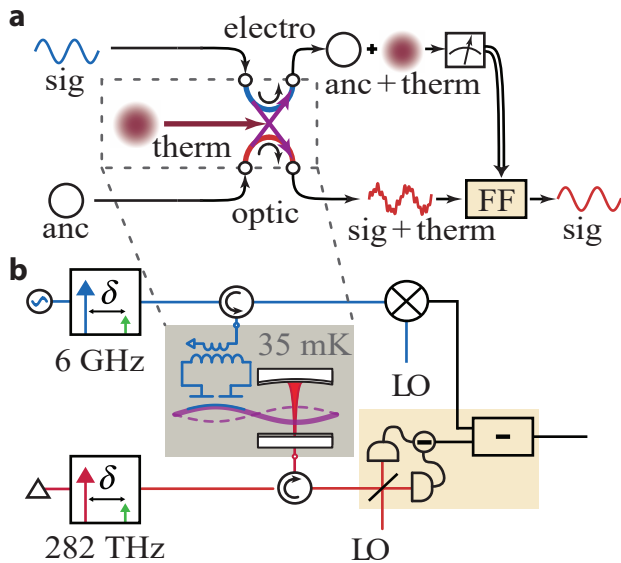 a
electro
sig
anc + therm
therm
anc
optic
sig + therm
FF
sig
b
δ
6 GHz
35 mK
LO
δ
282 THz
LO